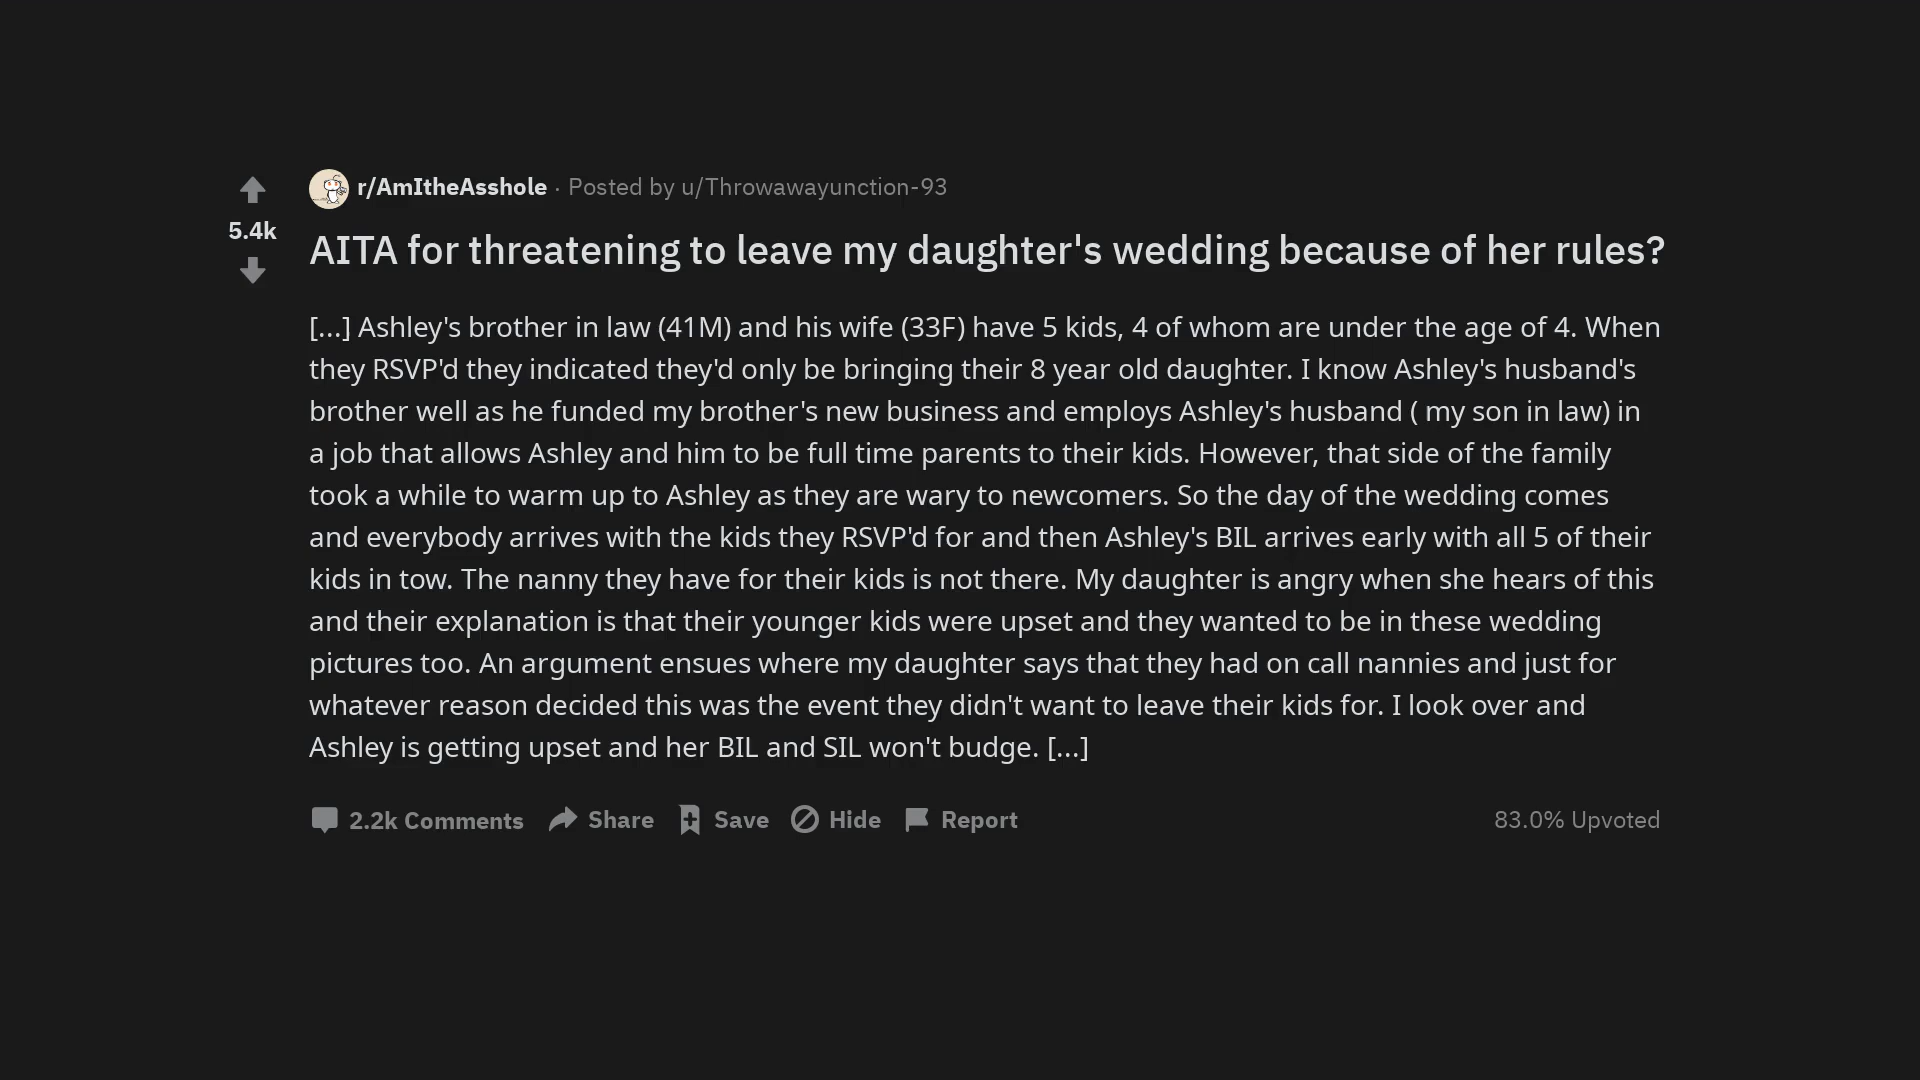 r/AmItheAsshole · Posted by u/Throwawayunction-93
5.4k
AITA for threatening to leave my daughter's wedding because of her rules?
[...] Ashley's brother in law (41M) and his wife (33F) have 5 kids, 4 of whom are under the age of 4. When
they RSVP'd they indicated they'd only be bringing their 8 year old daughter. I know Ashley's husband's
brother well as he funded my brother's new business and employs Ashley's husband ( my son in law) in
a job that allows Ashley and him to be full time parents to their kids. However, that side of the family
took a while to warm up to Ashley as they are wary to newcomers. So the day of the wedding comes
and everybody arrives with the kids they RSVP'd for and then Ashley's BIL arrives early with all 5 of their
kids in tow. The nanny they have for their kids is not there. My daughter is angry when she hears of this
and their explanation is that their younger kids were upset and they wanted to be in these wedding
pictures too. An argument ensues where my daughter says that they had on call nannies and just for
whatever reason decided this was the event they didn't want to leave their kids for. I look over and
Ashley is getting upset and her BIL and SIL won't budge. [...]
2.2k Comments Share Save Hide Report 83.0% Upvoted